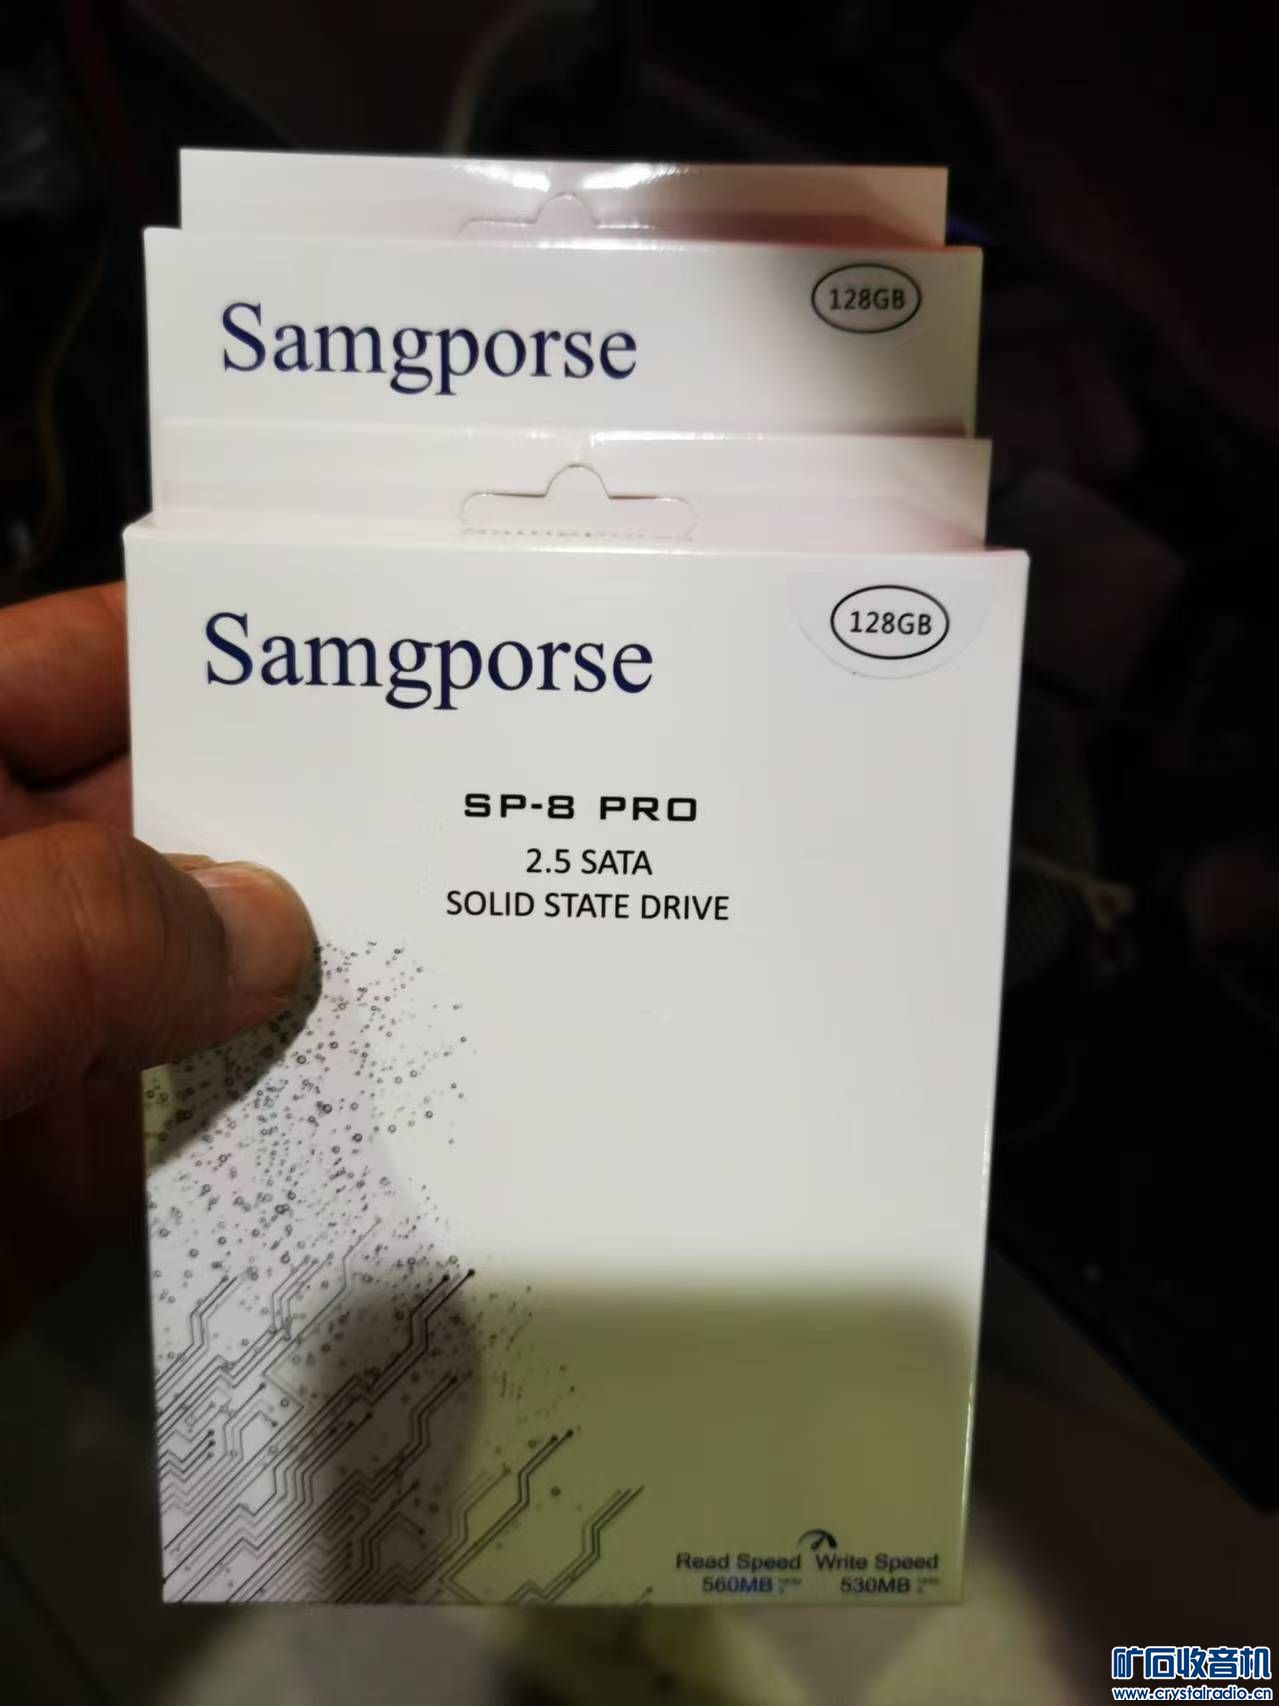 Samgporse
128GB
Samgporse
128GB
SP-8 PRO
2.5 SATA
SOLID STATE DRIVE
Read Speed Write Speed
560MB 530MB
矿石收音机
www.crystalradio.cn